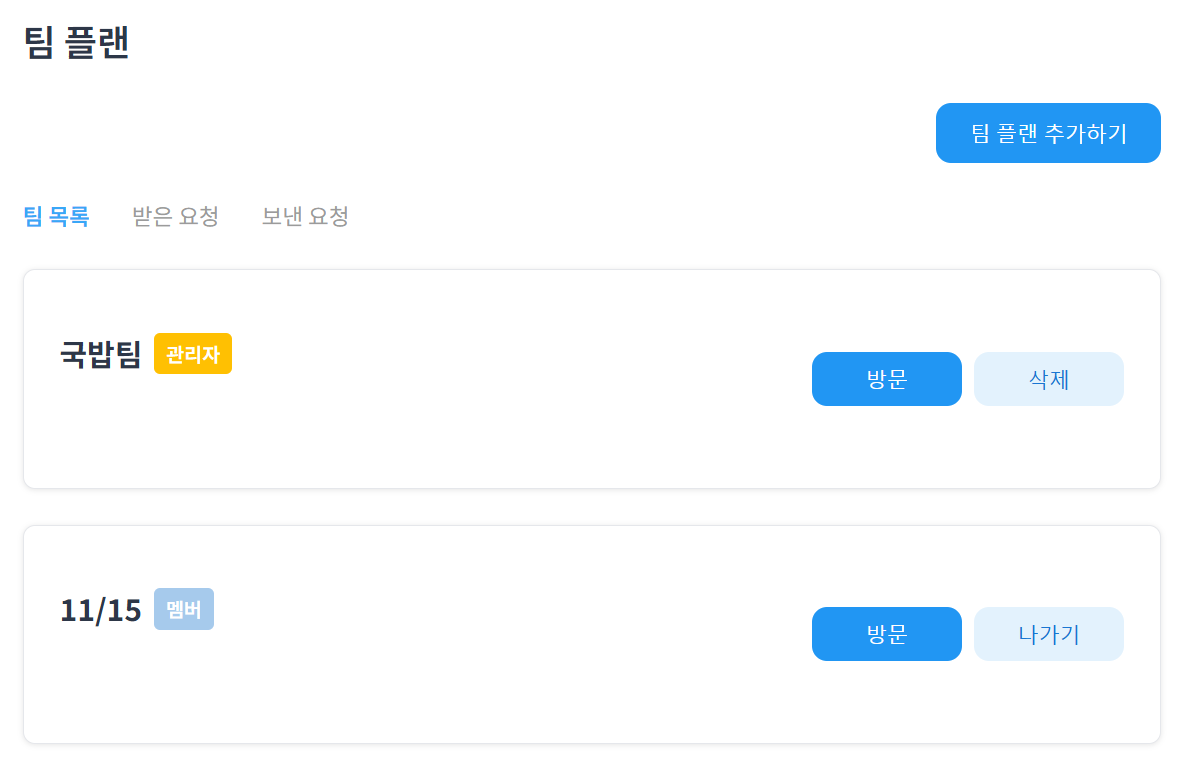 팀 플랜
팀 플랜 추가하기
팀 목록 받은 요청 보낸 요청
국밥팀 관리자
방문 삭제
11/15 멤버
방문 나가기